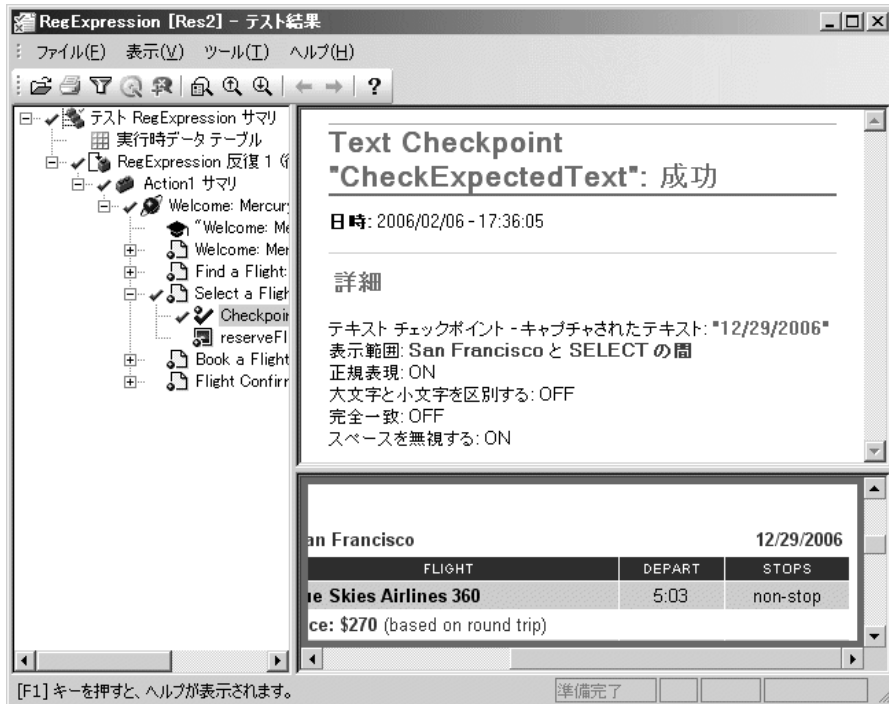 RegExpression [Res2] - テスト結果
ファイル(F) 表示(V) ツール(T) ヘルプ(H)
テスト RegExpression サマリ
実行時データ テーブル
RegExpression 反復 1
Action1 サマリ
Welcome: Mercur
"Welcome: Me
Welcome: Mer
Find a Flight:
Select a Fligh
Checkpoin
reserveFl
Book a Flight
Flight Confirr
Text Checkpoint
"CheckExpectedText": 成功
日時: 2006/02/06 - 17:36:05
詳細
テキスト チェックポイント - キャプチャされたテキスト: "12/29/2006"
表示範囲: San Francisco と SELECT の間
正規表現: ON
大文字と小文字を区別する: OFF
完全一致: OFF
スペースを無視する: ON
an Francisco 12/29/2006
FLIGHT DEPART STOPS
ue Skies Airlines 360 5:03 non-stop
ce: $270 (based on round trip)
[F1] キーを押すと、ヘルプが表示されます。 準備完了